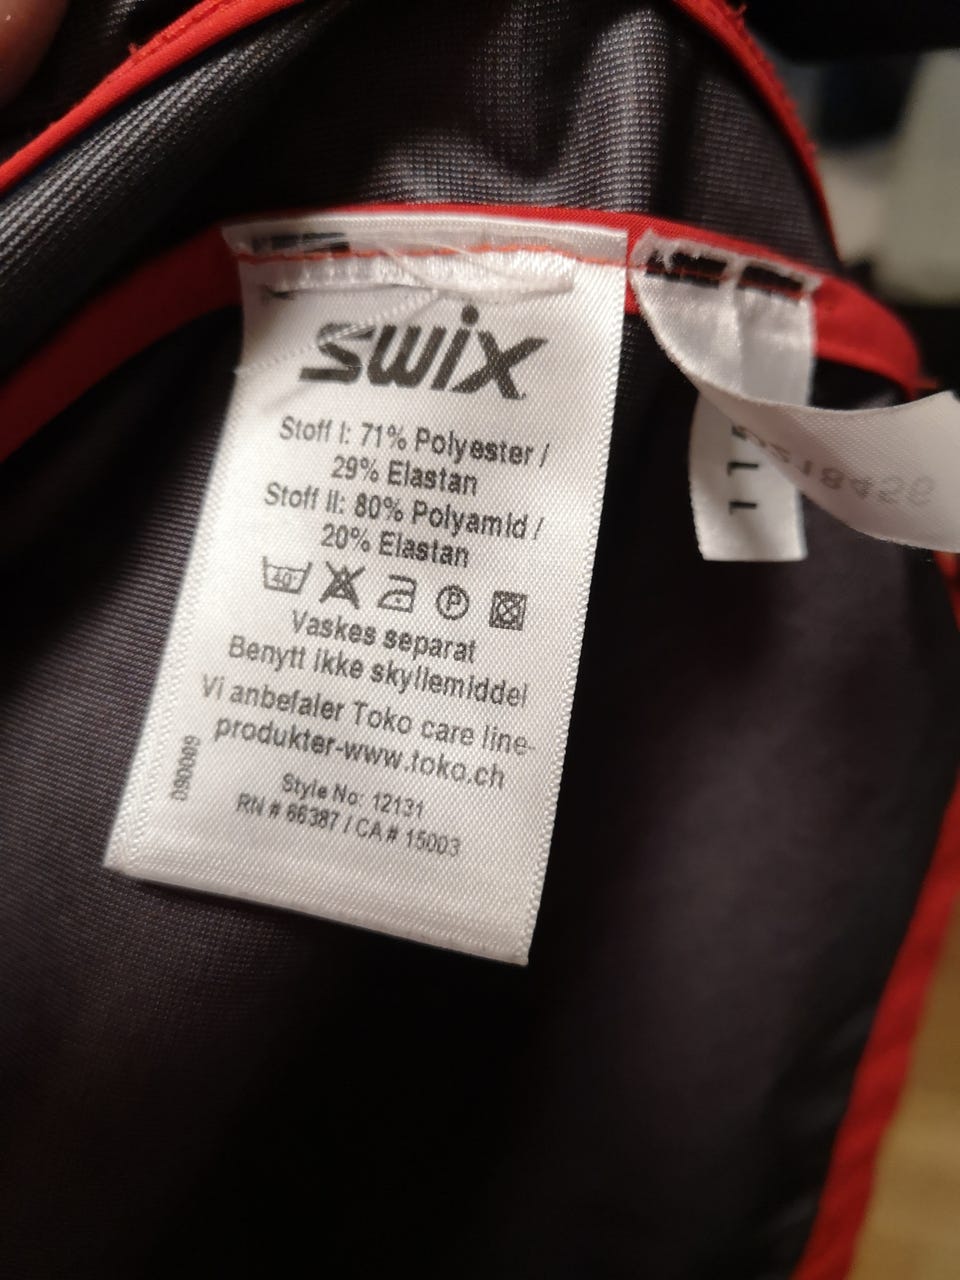 swix
Stoff I: 71% Polyester /
29% Elastan
Stoff II: 80% Polyamid /
20% Elastan
40°
P
Vaskes separat
Benytt ikke skyllemiddel
Vi anbefaler Toko care line-
produkter-www.toko.ch
Style No: 12131
RN # 66387 / CA # 15003